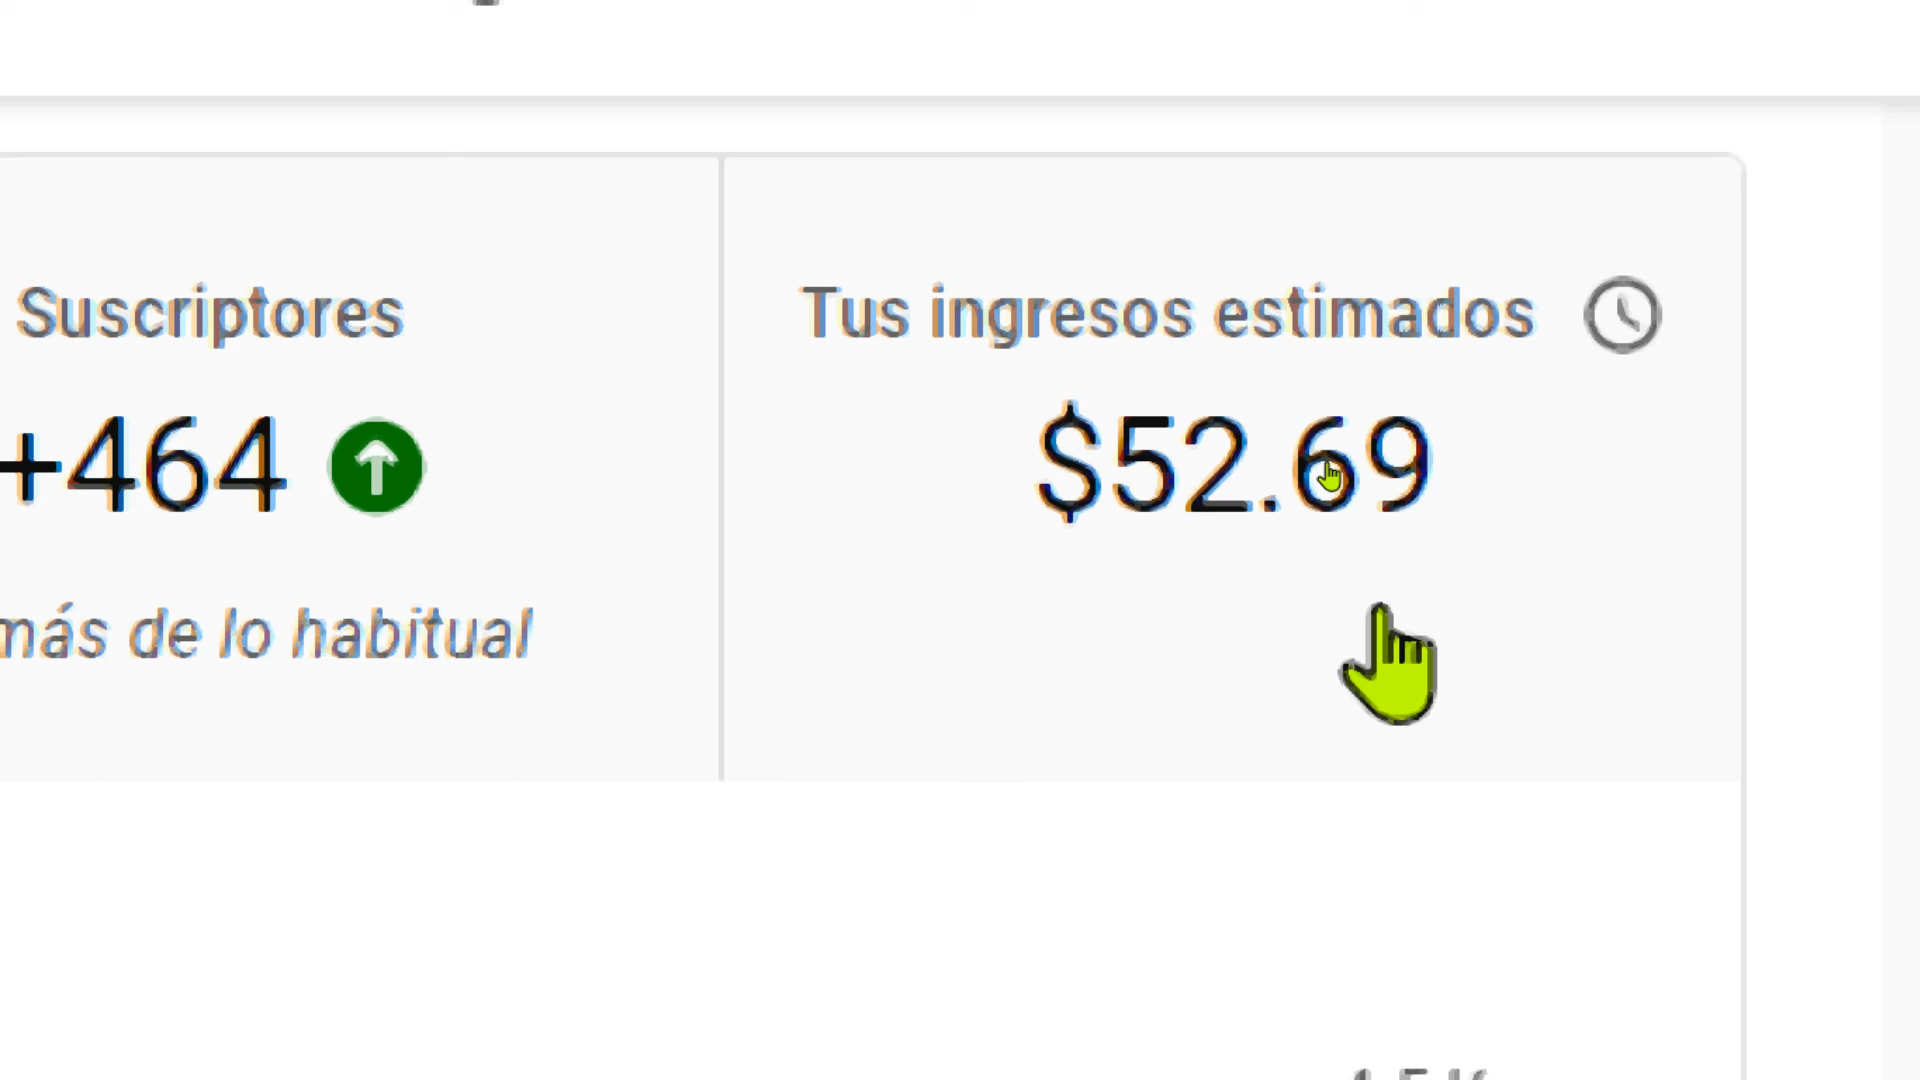 Suscriptores
Tus ingresos estimados
+464
$52.69
más de lo habitual